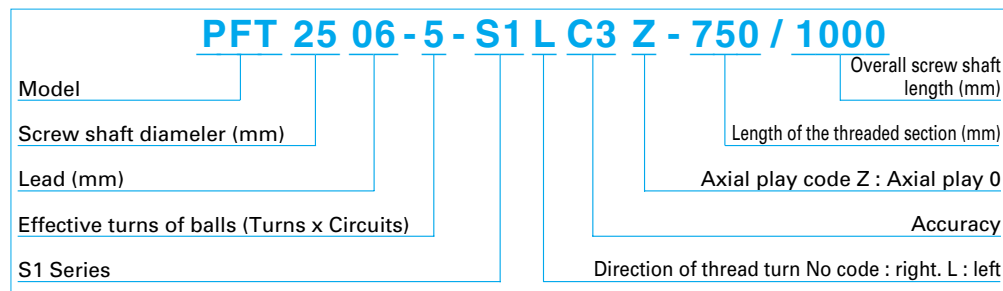 PFT 25 06 - 5 - S1 L C3 Z - 750 / 1000
Overall screw shaft
length (mm)
Model
Screw shaft diameler (mm)
Length of the threaded section (mm)
Lead (mm)
Axial play code Z : Axial play 0
Effective turns of balls (Turns x Circuits)
Accuracy
S1 Series
Direction of thread turn No code : right. L : left